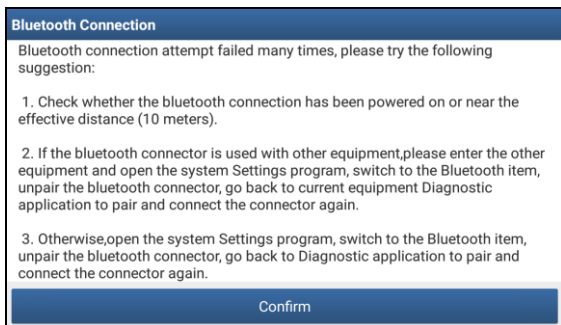 Bluetooth Connection
Bluetooth connection attempt failed many times, please try the following
suggestion:
1. Check whether the bluetooth connection has been powered on or near the
effective distance (10 meters).
2. If the bluetooth connector is used with other equipment,please enter the other
equipment and open the system Settings program, switch to the Bluetooth item,
unpair the bluetooth connector, go back to current equipment Diagnostic
application to pair and connect the connector again.
3. Otherwise,open the system Settings program, switch to the Bluetooth item,
unpair the bluetooth connector, go back to Diagnostic application to pair and
connect the connector again.
Confirm